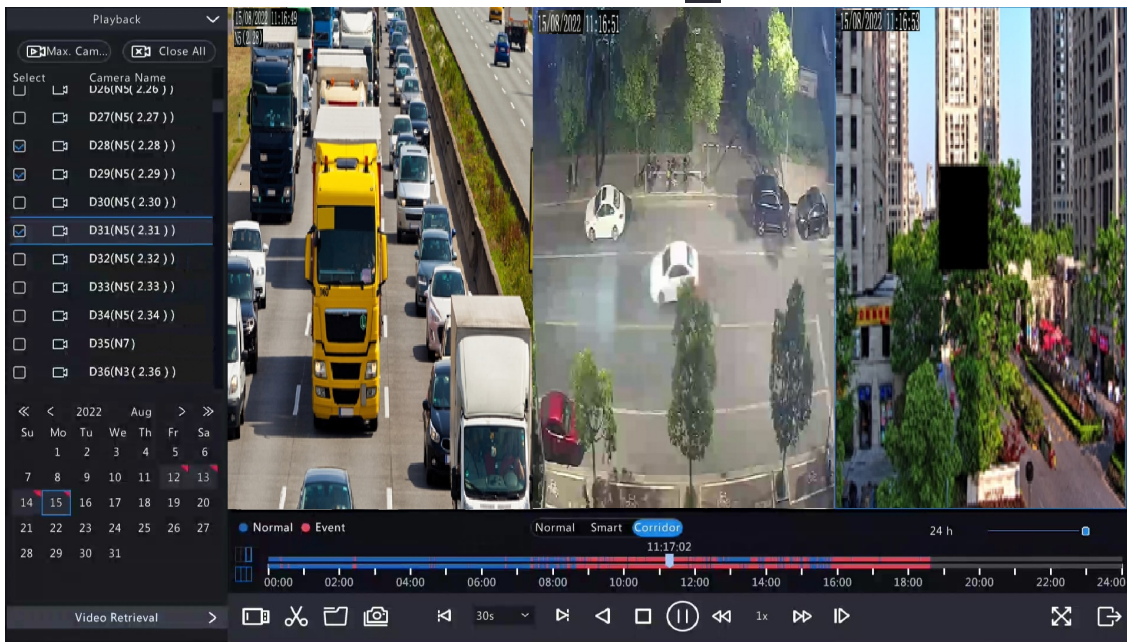 Playback
Max. Cam... Close All
Select Camera Name
D26(N5( 2.26 ) )
D27(N5( 2.27 ) )
D28(N5( 2.28 ) )
D29(N5( 2.29 ) )
D30(N5( 2.30 ) )
D31(N5( 2.31 ) )
D32(N5( 2.32 ) )
D33(N5( 2.33 ) )
D34(N5( 2.34 ) )
D35(N7)
D36(N3( 2.36 ) )
≪ < 2022 Aug > ≫
Su Mo Tu We Th Fr Sa
1 2 3 4 5 6
7 8 9 10 11 12 13
14 15 16 17 18 19 20
21 22 23 24 25 26 27
28 29 30 31
Video Retrieval >
15/08/2022 11:16:49
N5(2.28)
15/08/2022 11:16:51
15/08/2022 11:16:53
Normal Event
Normal Smart Corridor
24 h
11:17:02
00:00 02:00 04:00 06:00 08:00 10:00 12:00 14:00 16:00 18:00 20:00 22:00 24:00
30s
1x